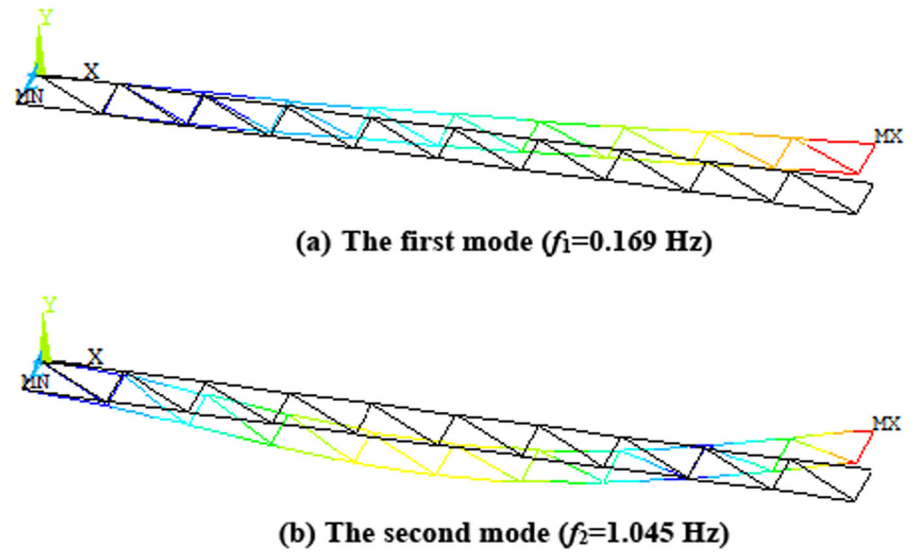 Y
X
MN
MX
(a) The first mode (f1=0.169 Hz)
Y
X
MN
MX
(b) The second mode (f2=1.045 Hz)